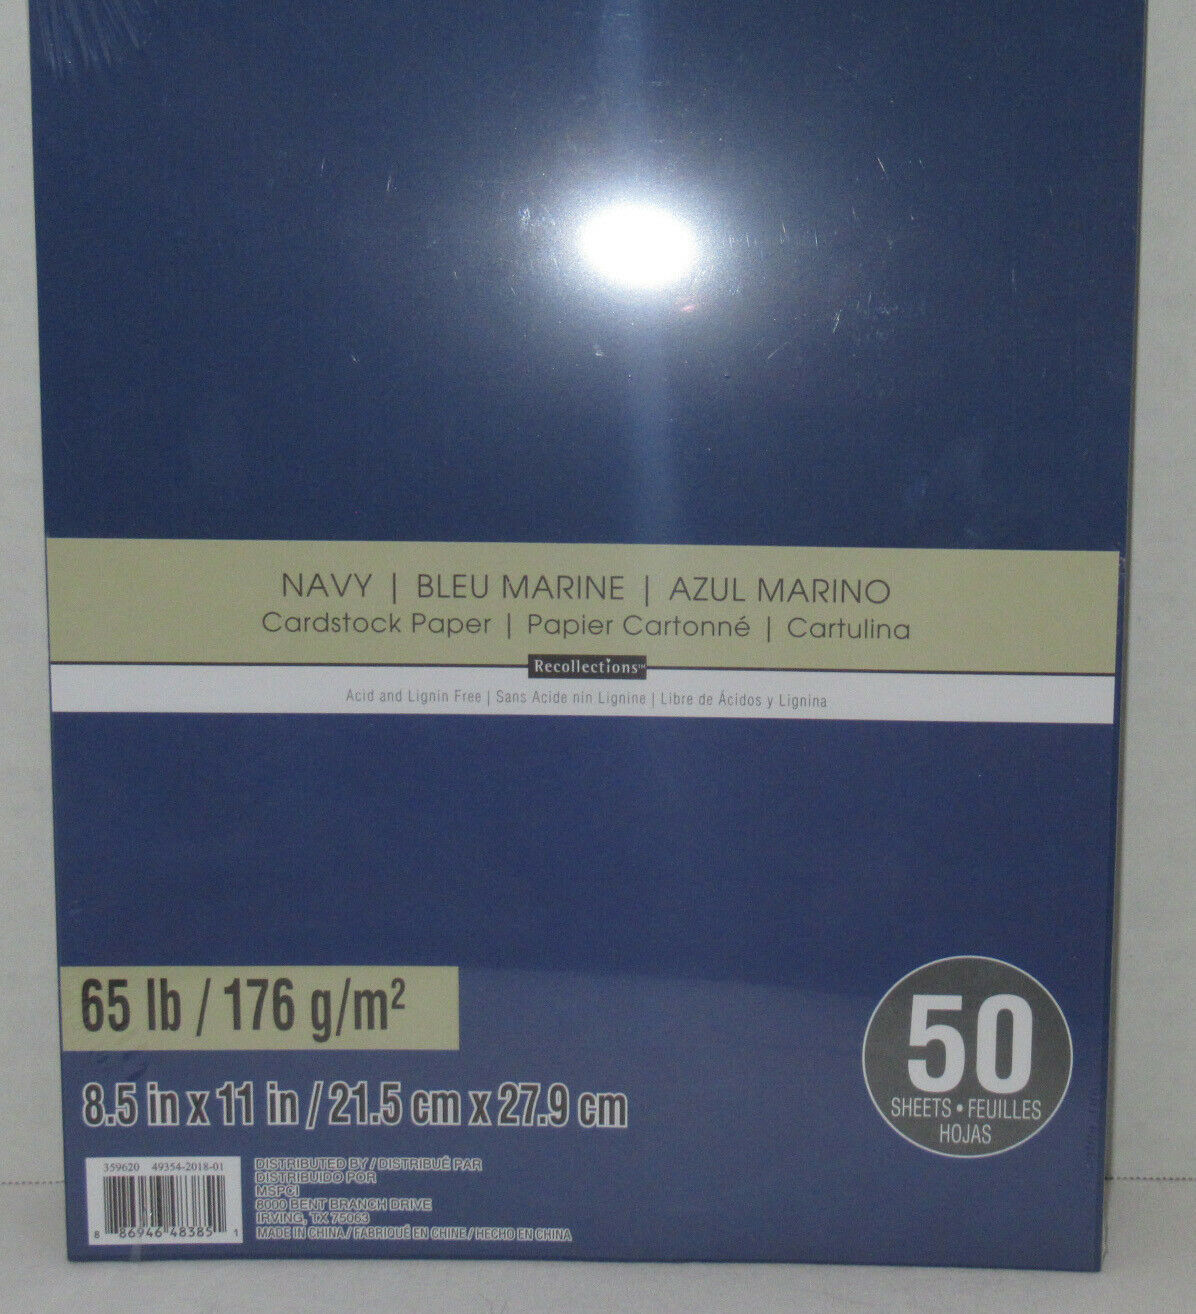 NAVY | BLEU MARINE | AZUL MARINO
Cardstock Paper | Papier Cartonné | Cartulina
Recollections™
Acid and Lignin Free | Sans Acide nin Lignine | Libre de Ácidos y Lignina
65 lb / 176 g/m²
8.5 in x 11 in / 21.5 cm x 27.9 cm
50
SHEETS • FEUILLES
HOJAS
359620 49354-2018-01
8 86946 48385 1
DISTRIBUTED BY / DISTRIBUÉ PAR
DISTRIBUIDO POR
MSPCI
8000 BENT BRANCH DRIVE
IRVING, TX 75063
MADE IN CHINA / FABRIQUÉ EN CHINE / HECHO EN CHINA